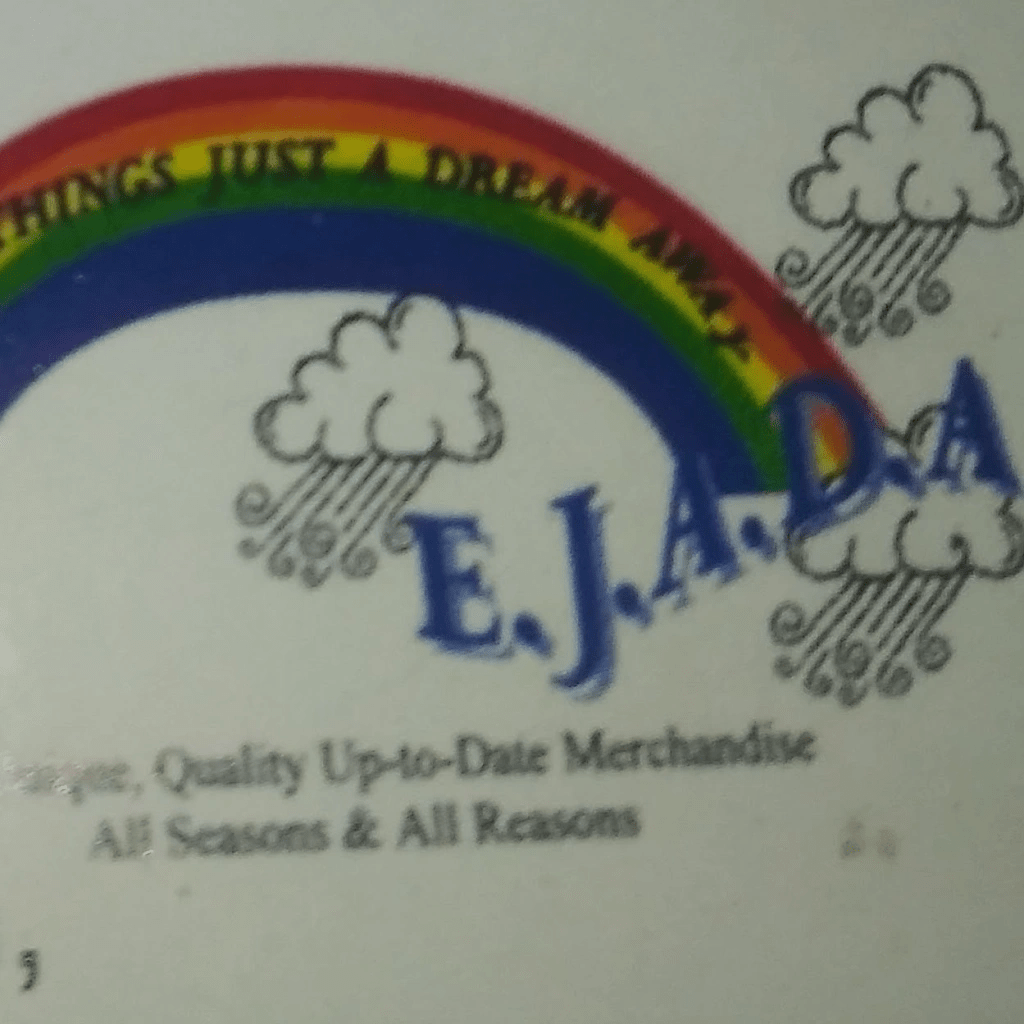 THINGS JUST A DREAM AWAY
E.J.A.D.A
Quality Up-to-Date Merchandise
All Seasons & All Reasons